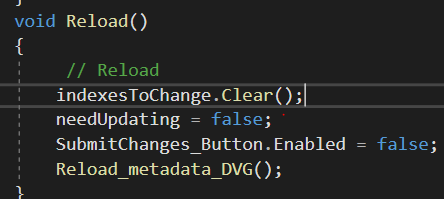 }
void Reload()
{
// Reload
indexesToChange.Clear();
needUpdating = false;
SubmitChanges_Button.Enabled = false;
Reload_metadata_DVG();
}